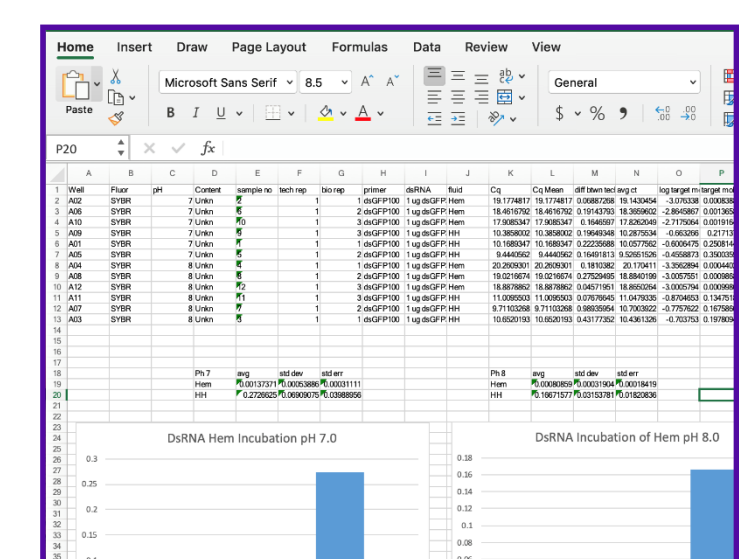 Home Insert Draw Page Layout Formulas Data Review View
Paste Microsoft Sans Serif 8.5 A^ A˅ ab General
B I U A $ % 9 .00 .00
P20 fx
A B C D E F G H I J K L M N O P
1 Well Fluor pH Content sample no tech rep bio rep primer dsRNA fluid Cq Cq Mean diff btwn tecl avg ct log target m target mol
2 A02 SYBR 7 Unkn 2 1 1 dsGFP100 1 ug dsGFP. Hem 19.1774817 19.1774817 0.06887268 19.1430454 -3.076338 0.0008388
3 A06 SYBR 7 Unkn 6 1 2 dsGFP100 1 ug dsGFP. Hem 18.4616792 18.4616792 0.19143793 18.3659602 -2.8645867 0.001365
4 A10 SYBR 7 Unkn 10 1 3 dsGFP100 1 ug dsGFP. Hem 17.9085347 17.9085347 0.1646597 17.8262049 -2.7175064 0.001916
5 A09 SYBR 7 Unkn 9 1 3 dsGFP100 1 ug dsGFP. HH 10.3858002 10.3858002 0.19649348 10.2875534 -0.663266 0.21713
6 A01 SYBR 7 Unkn 1 1 dsGFP100 1 ug dsGFP. HH 10.1689347 10.1689347 0.22235688 10.0577562 -0.6006475 0.250814
7 A05 SYBR 7 Unkn 1 2 dsGFP100 1 ug dsGFP. HH 9.4440562 9.4440562 0.16491813 9.52651526 -0.4558873 0.350035
8 A04 SYBR 8 Unkn 4 1 1 dsGFP100 1 ug dsGFP. Hem 20.2609301 20.2609301 0.1810382 20.170411 -3.3562894 0.000440
9 A08 SYBR 8 Unkn 8 1 2 dsGFP100 1 ug dsGFP. Hem 19.0216674 19.0216674 0.27529495 18.8840199 -3.0057551 0.000986
10 A12 SYBR 8 Unkn 12 1 3 dsGFP100 1 ug dsGFP. Hem 18.8878862 18.8878862 0.04571951 18.8650264 -3.0005794 0.000998
11 A11 SYBR 8 Unkn 11 1 3 dsGFP100 1 ug dsGFP. HH 11.0095503 11.0095503 0.07676645 11.0479335 -0.8704653 0.134751
12 A07 SYBR 8 Unkn 7 1 2 dsGFP100 1 ug dsGFP. HH 9.71103268 9.71103268 0.98935954 10.7003922 -0.7757622 0.167586
13 A03 SYBR 8 Unkn 3 1 1 dsGFP100 1 ug dsGFP. HH 10.6520193 10.6520193 0.43177352 10.4361326 -0.703753 0.197809
14
15
16
17
18 Ph 7 avg std dev std err Ph 8 avg std dev std err
19 Hem 0.00137371 0.00053886 0.00031111 Hem 0.00080859 0.00031904 0.00018419
20 HH 0.2726625 0.06909075 0.03988956 HH 0.16671577 0.03153781 0.01820836
21
22
23
24 DsRNA Hem Incubation pH 7.0 DsRNA Incubation of Hem pH 8.0
25
26 0.3 0.18
27
28 0.25 0.16
29
30 0.14
31 0.2 0.12
32
33 0.15 0.1
34 0.08
35